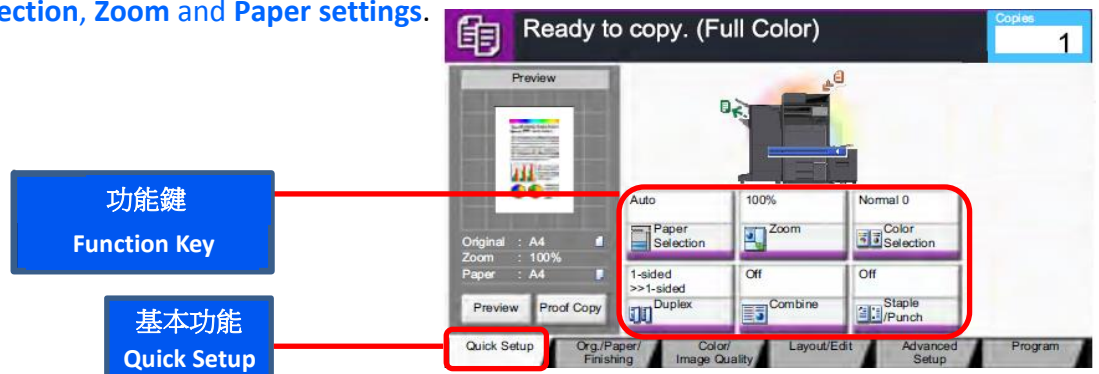 ection, Zoom and Paper settings.
Ready to copy. (Full Color)
Copies
1
Preview
Original : A4
Zoom : 100%
Paper : A4
Preview Proof Copy
Auto
Paper
Selection
100%
Zoom
Normal 0
Color
Selection
1-sided
>>1-sided
Duplex
Off
Combine
Off
Staple
/Punch
功能鍵
Function Key
基本功能
Quick Setup
Quick Setup
Org./Paper/
Finishing
Color/
Image Quality
Layout/Edit
Advanced
Setup
Program